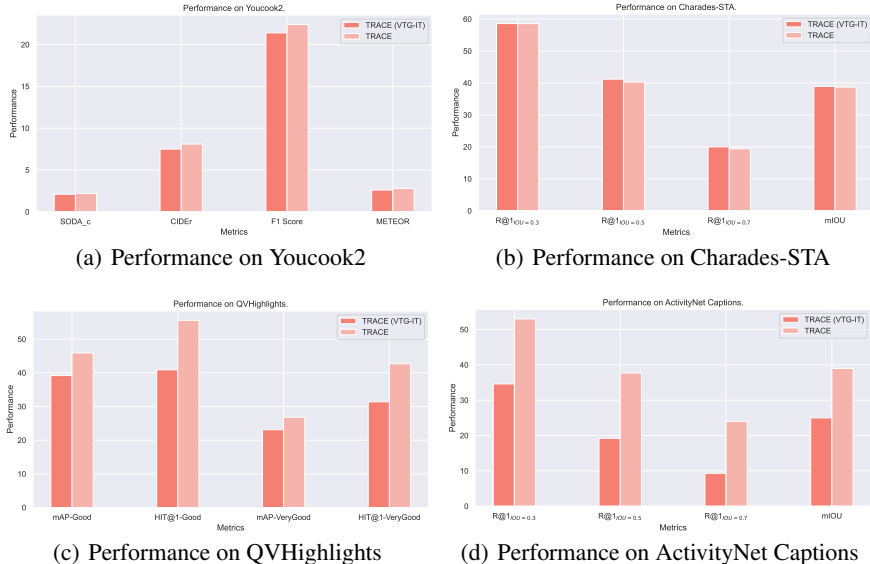 Performance on Youcook2.
TRACE (VTG-IT)
TRACE
Performance
20
15
10
5
0
SODA_c CIDEr F1 Score METEOR
Metrics
(a) Performance on Youcook2
Performance on Charades-STA.
TRACE (VTG-IT)
TRACE
Performance
60
50
40
30
20
10
0
R@1IOU=0.3 R@1IOU=0.5 R@1IOU=0.7 mIOU
Metrics
(b) Performance on Charades-STA
Performance on QVHighlights.
TRACE (VTG-IT)
TRACE
Performance
50
40
30
20
10
0
mAP-Good HIT@1-Good mAP-VeryGood HIT@1-VeryGood
Metrics
(c) Performance on QVHighlights
Performance on ActivityNet Captions.
TRACE (VTG-IT)
TRACE
Performance
50
40
30
20
10
0
R@1IOU=0.3 R@1IOU=0.5 R@1IOU=0.7 mIOU
Metrics
(d) Performance on ActivityNet Captions